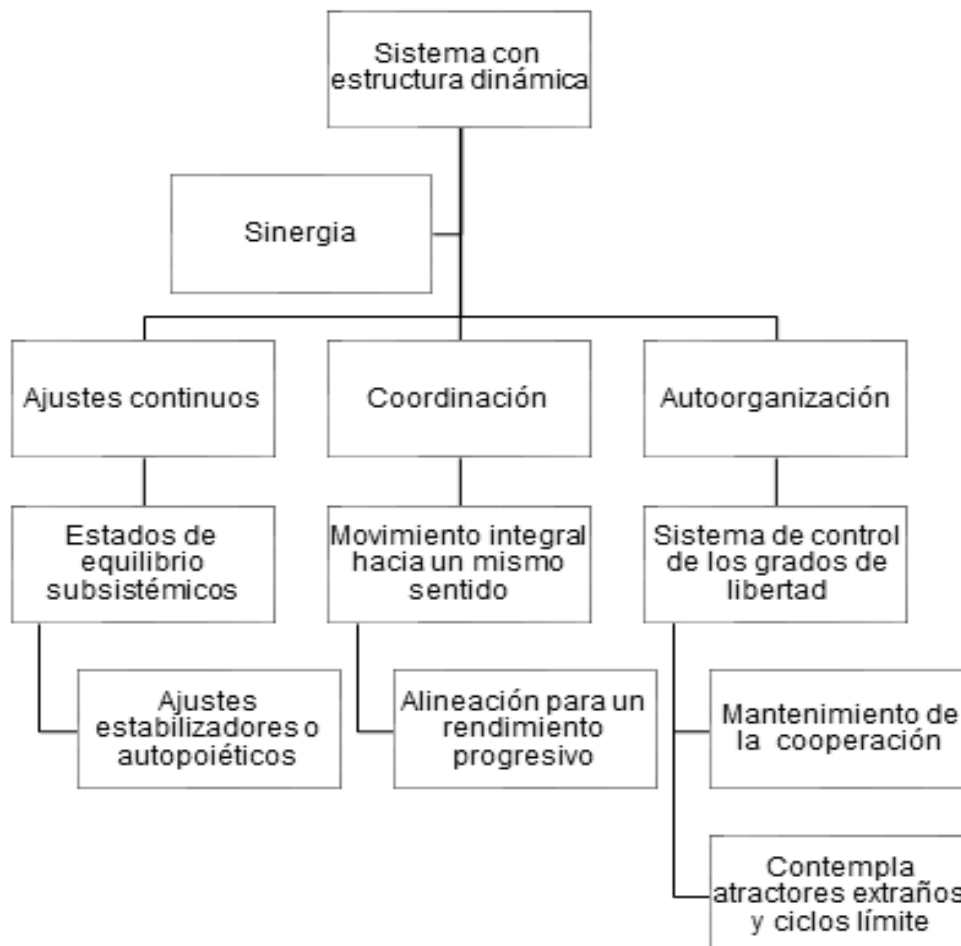 Sistema con
estructura dinámica
Sinergia
Ajustes continuos
Coordinación
Autoorganización
Estados de
equilibrio
subsistémicos
Movimiento integral
hacia un mismo
sentido
Sistema de control
de los grados de
libertad
Ajustes
estabilizadores o
autopoiéticos
Alineación para un
rendimiento
progresivo
Mantenimiento de
la cooperación
Contempla
atractores extraños
y ciclos límite